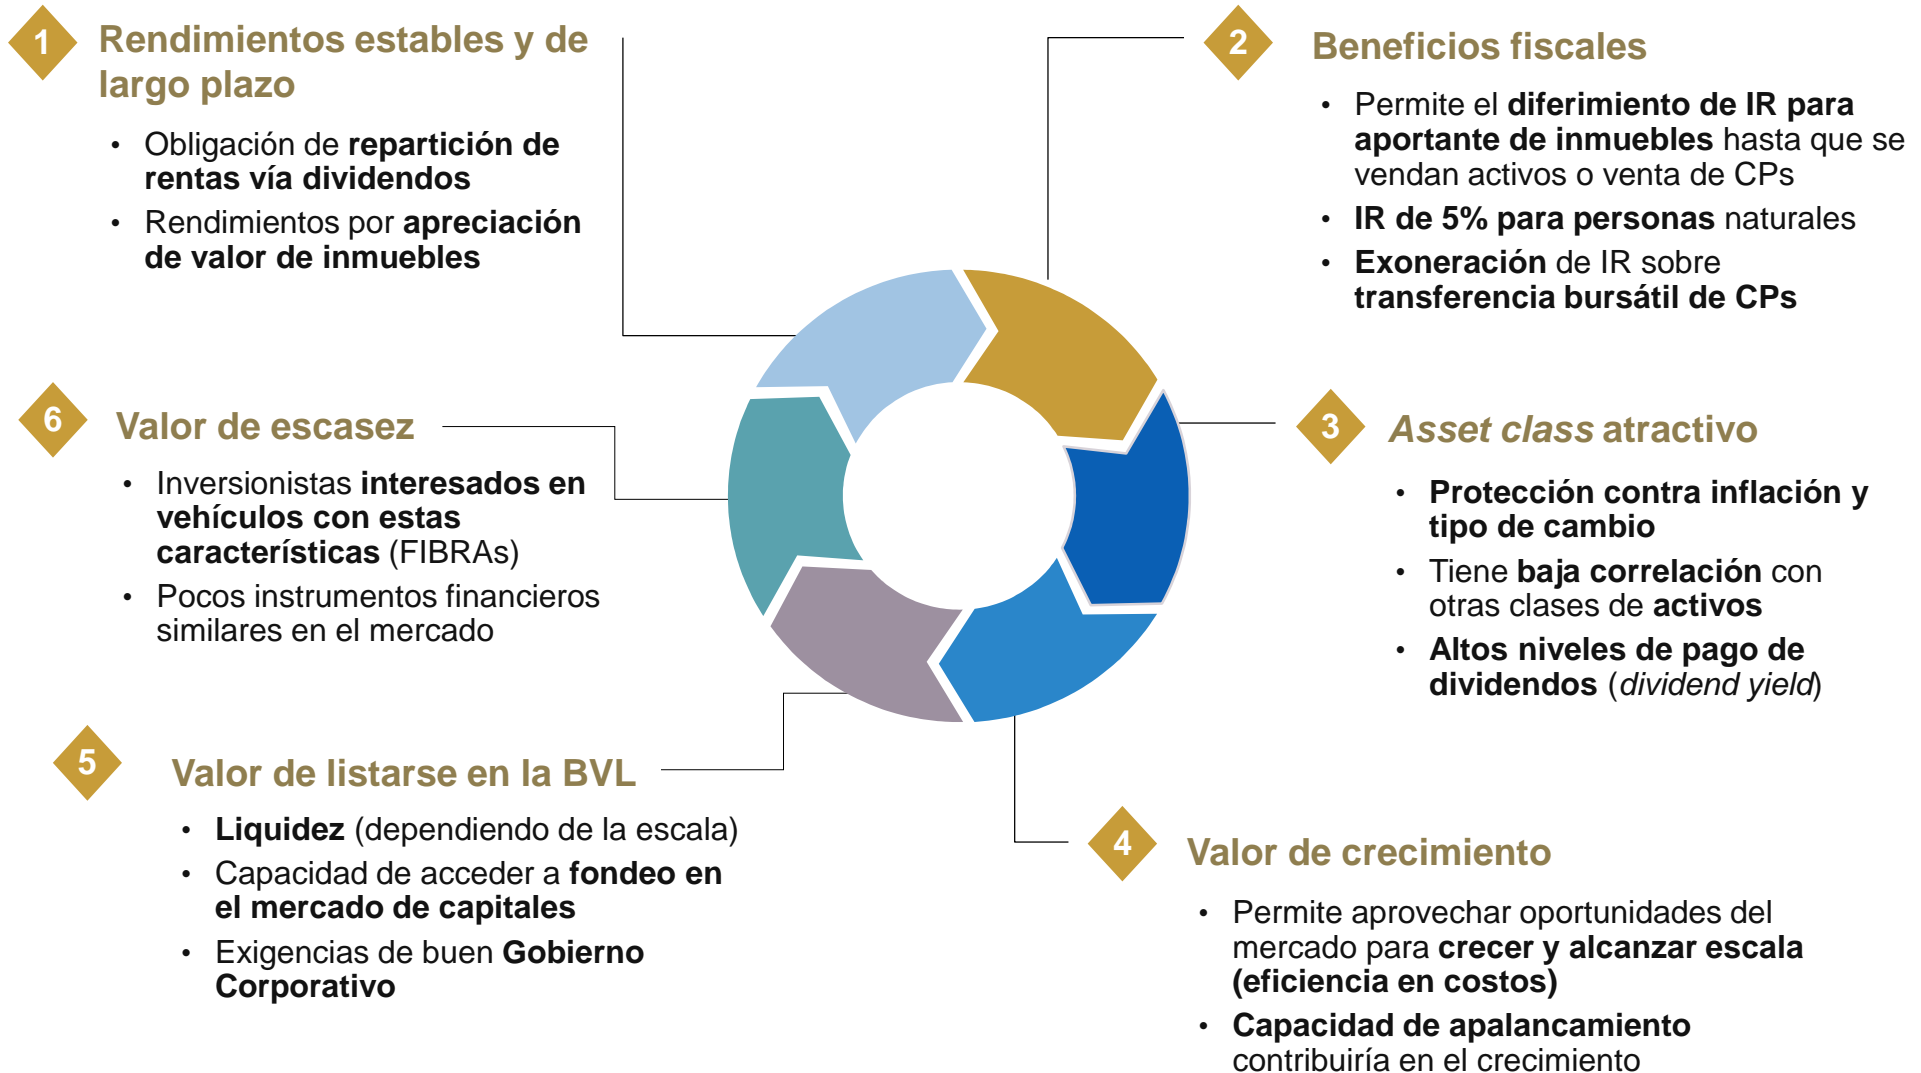 1
Rendimientos estables y de
largo plazo
• Obligación de repartición de
rentas vía dividendos
• Rendimientos por apreciación
de valor de inmuebles
2
Beneficios fiscales
• Permite el diferimiento de IR para
aportante de inmuebles hasta que se
vendan activos o venta de CPs
• IR de 5% para personas naturales
• Exoneración de IR sobre
transferencia bursátil de CPs
3
Asset class atractivo
• Protección contra inflación y
tipo de cambio
• Tiene baja correlación con
otras clases de activos
• Altos niveles de pago de
dividendos (dividend yield)
4
Valor de crecimiento
• Permite aprovechar oportunidades del
mercado para crecer y alcanzar escala
(eficiencia en costos)
• Capacidad de apalancamiento
contribuiría en el crecimiento
5
Valor de listarse en la BVL
• Liquidez (dependiendo de la escala)
• Capacidad de acceder a fondeo en
el mercado de capitales
• Exigencias de buen Gobierno
Corporativo
6
Valor de escasez
• Inversionistas interesados en
vehículos con estas
características (FIBRAs)
• Pocos instrumentos financieros
similares en el mercado